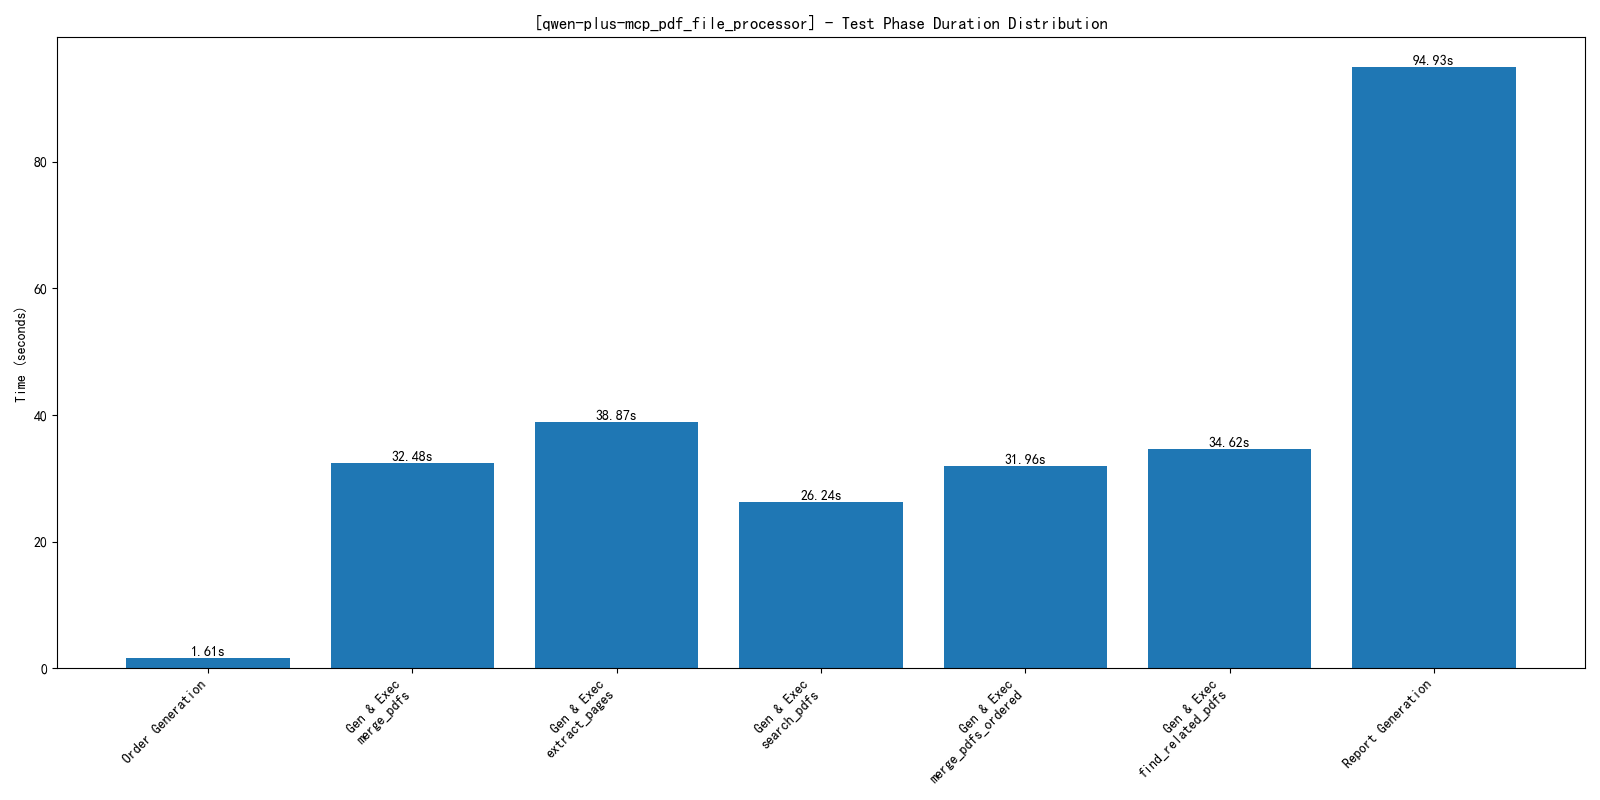 [qwen-plus-mcp_pdf_file_processor] - Test Phase Duration Distribution
Time (seconds)
80
60
40
20
0
1.61s
32.48s
38.87s
26.24s
31.96s
34.62s
94.93s
Order Generation
Gen & Exec
merge_pdfs
Gen & Exec
extract_pages
Gen & Exec
search_pdfs
Gen & Exec
merge_pdfs_ordered
Gen & Exec
find_related_pdfs
Report Generation